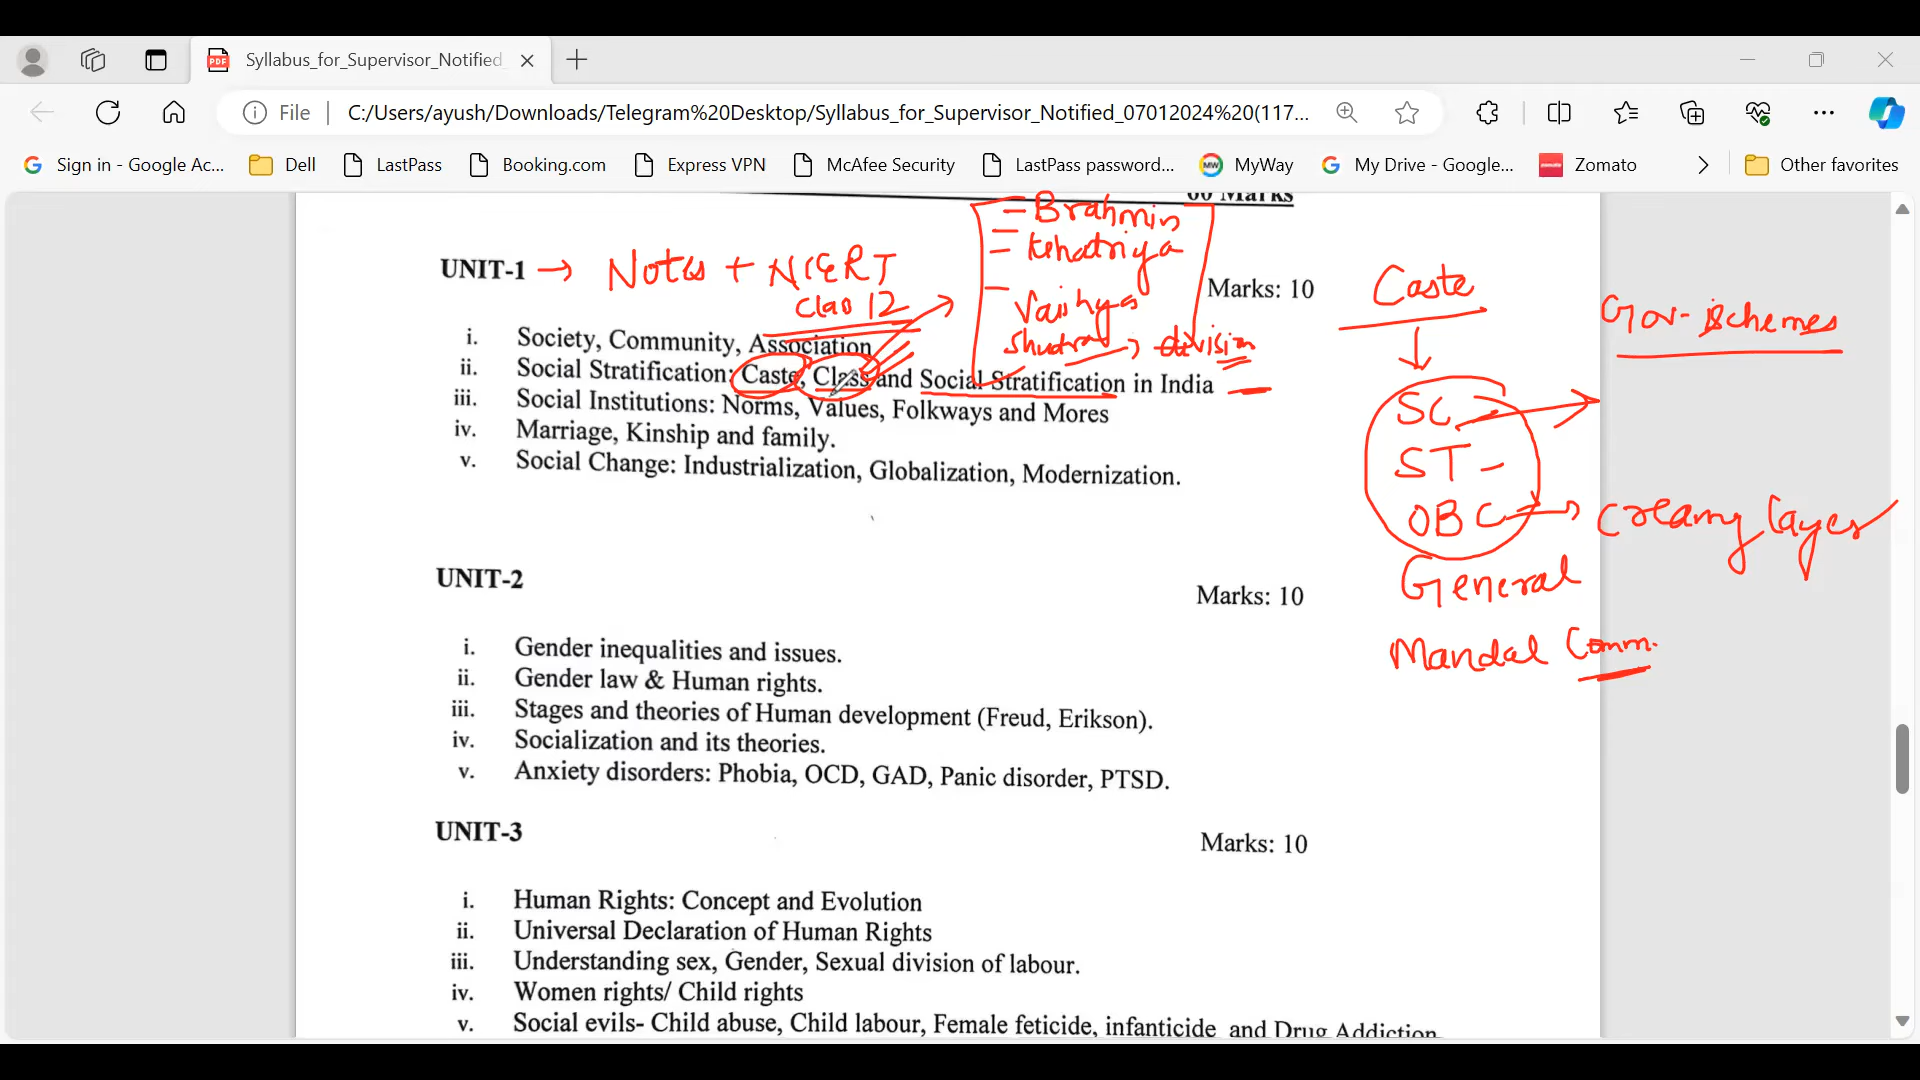 Syllabus_for_Supervisor_Notified
File
C:/Users/ayush/Downloads/Telegram%20Desktop/Syllabus_for_Supervisor_Notified_07012024%20(117...
Sign in - Google Ac...
Dell
LastPass
Booking.com
Express VPN
McAfee Security
LastPass password...
MyWay
My Drive - Google...
Zomato
Other favorites
60 Marks
- Brahmin
- Kshatriya
- Vaishya
Shudra → division
UNIT-1 → Notes + NCERT
Class 12
Marks: 10
i. Society, Community, Association
ii. Social Stratification: Caste, Class and Social Stratification in India
iii. Social Institutions: Norms, Values, Folkways and Mores
iv. Marriage, Kinship and family.
v. Social Change: Industrialization, Globalization, Modernization.
Caste
Gov- Schemes
SC
ST -
OBC → Creamy layer
General
Mandal Comm.
UNIT-2
Marks: 10
i. Gender inequalities and issues.
ii. Gender law & Human rights.
iii. Stages and theories of Human development (Freud, Erikson).
iv. Socialization and its theories.
v. Anxiety disorders: Phobia, OCD, GAD, Panic disorder, PTSD.
UNIT-3
Marks: 10
i. Human Rights: Concept and Evolution
ii. Universal Declaration of Human Rights
iii. Understanding sex, Gender, Sexual division of labour.
iv. Women rights/ Child rights
v. Social evils- Child abuse, Child labour, Female feticide, infanticide and Drug Addiction